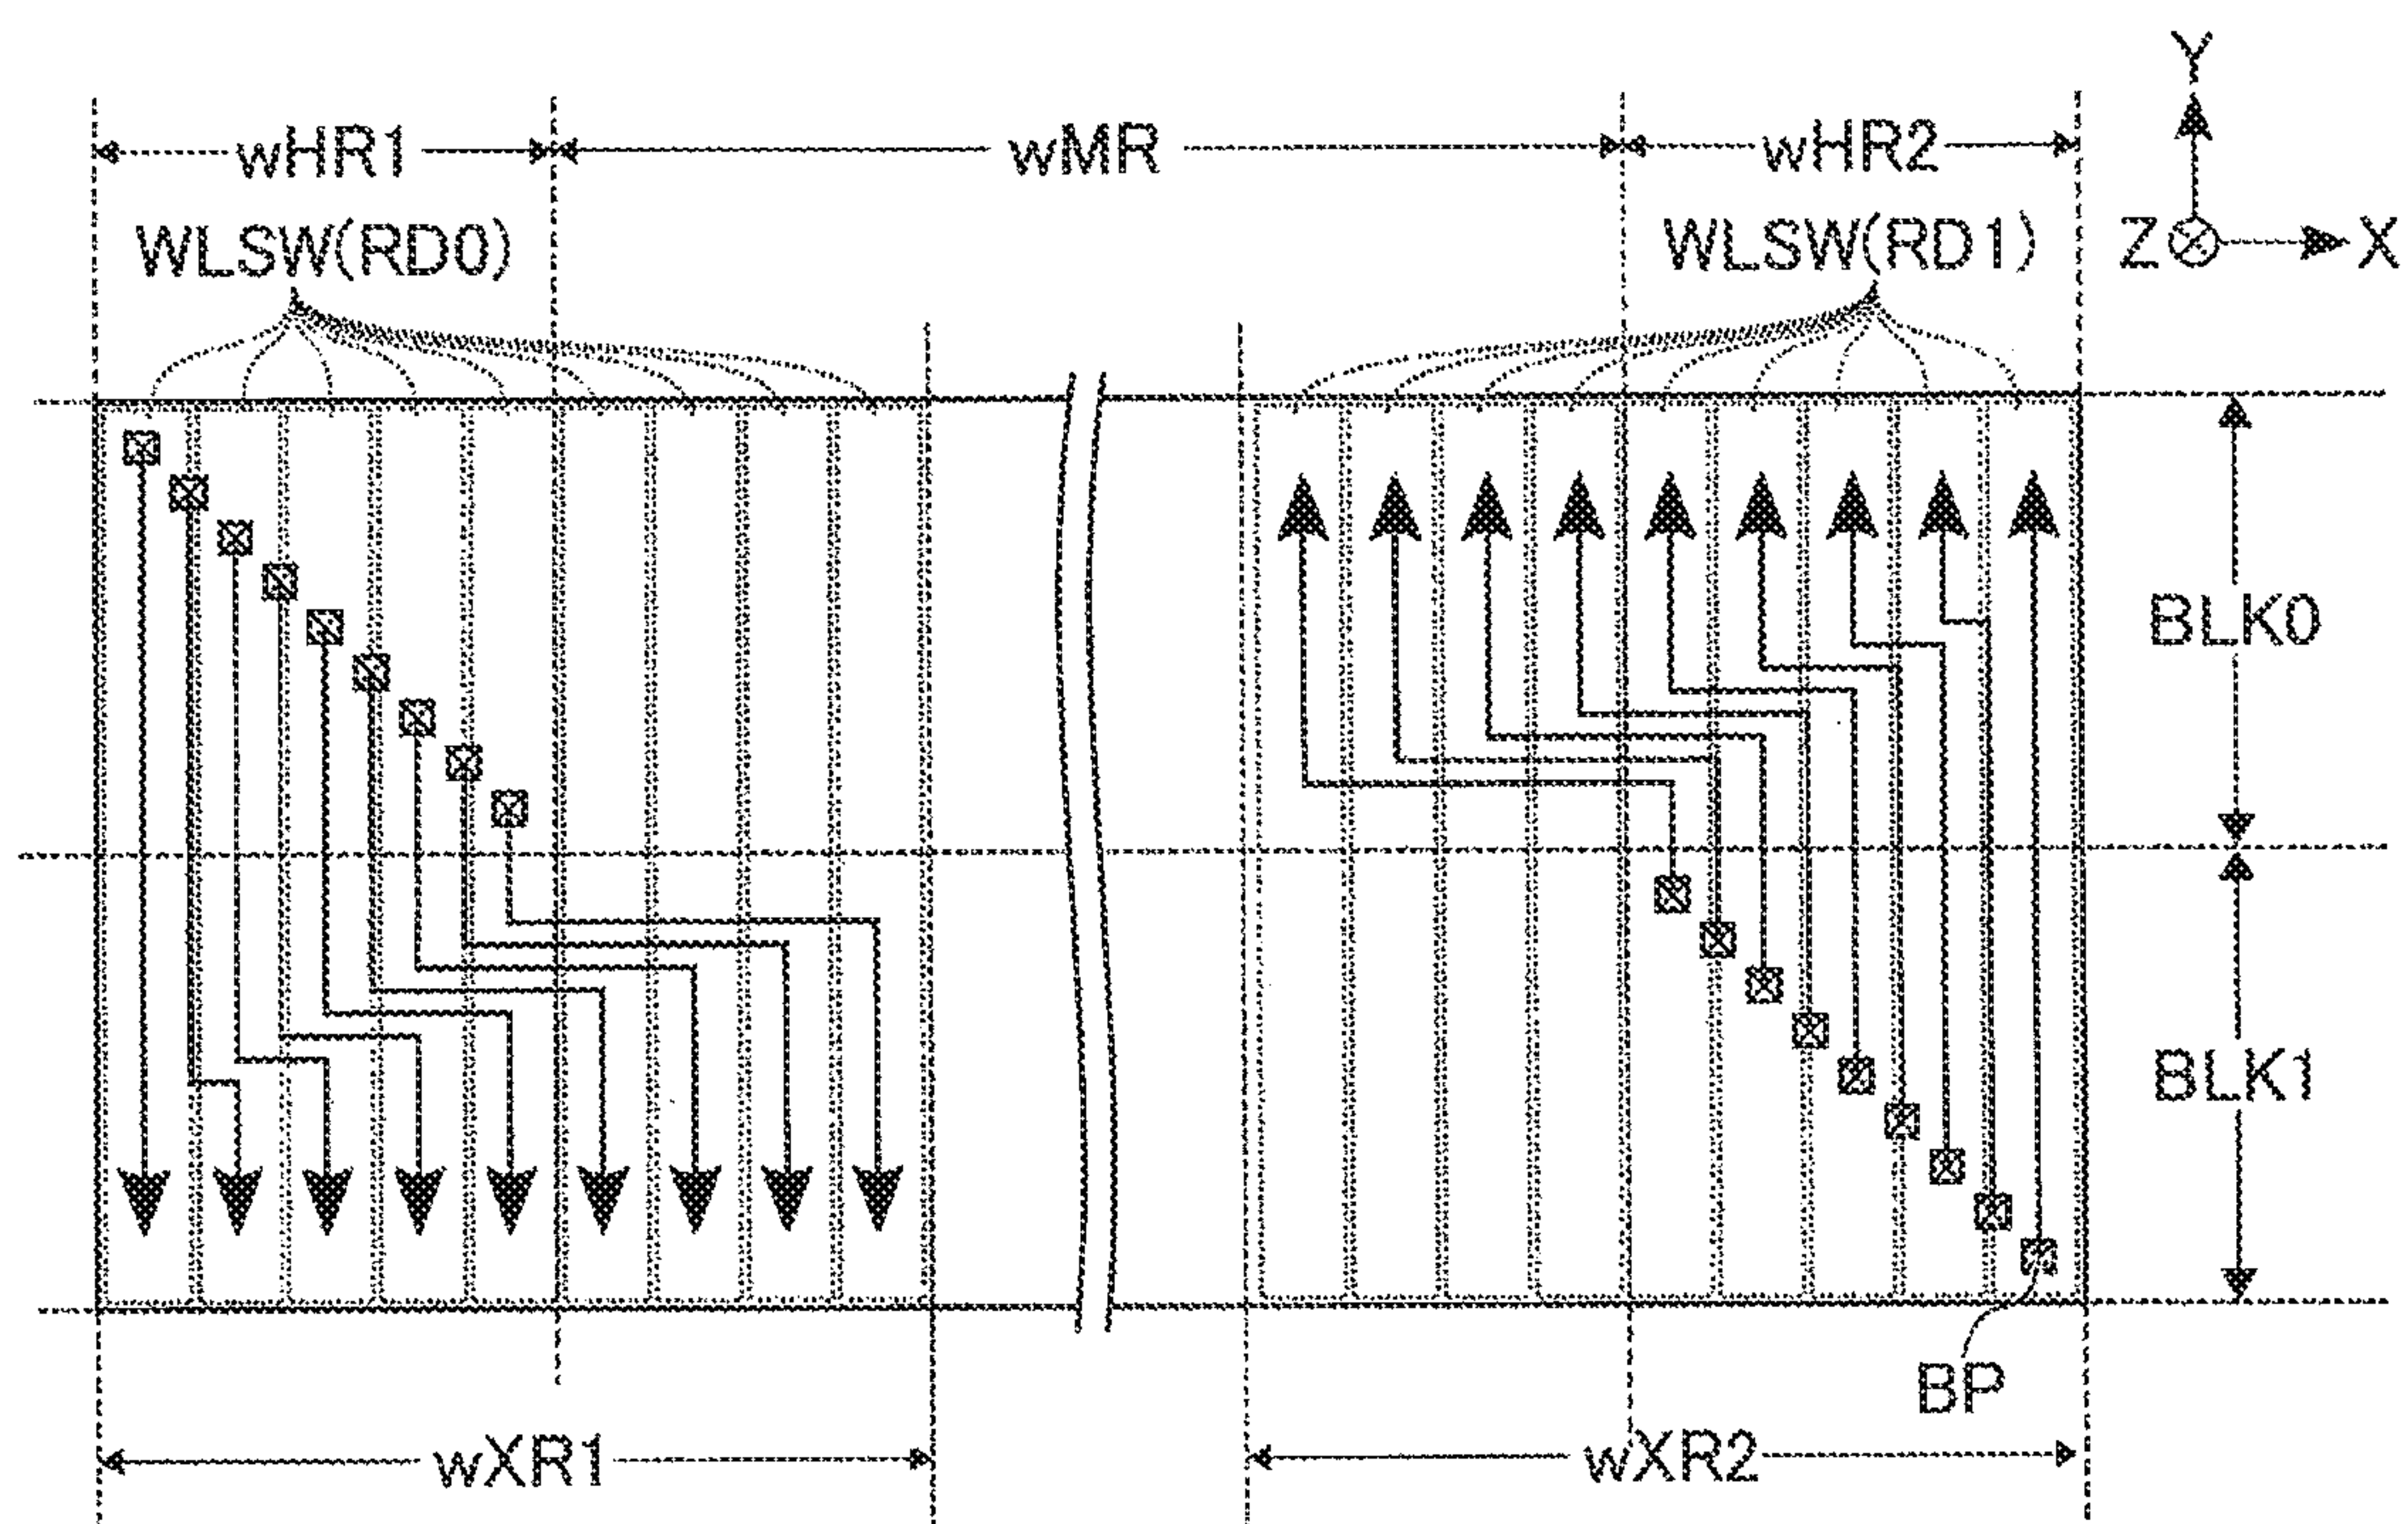 Y
wHR1
wMR
wHR2
WLSW(RD0)
WLSW(RD1)
Z
X
BLK0
BLK1
BP
wXR1
wXR2